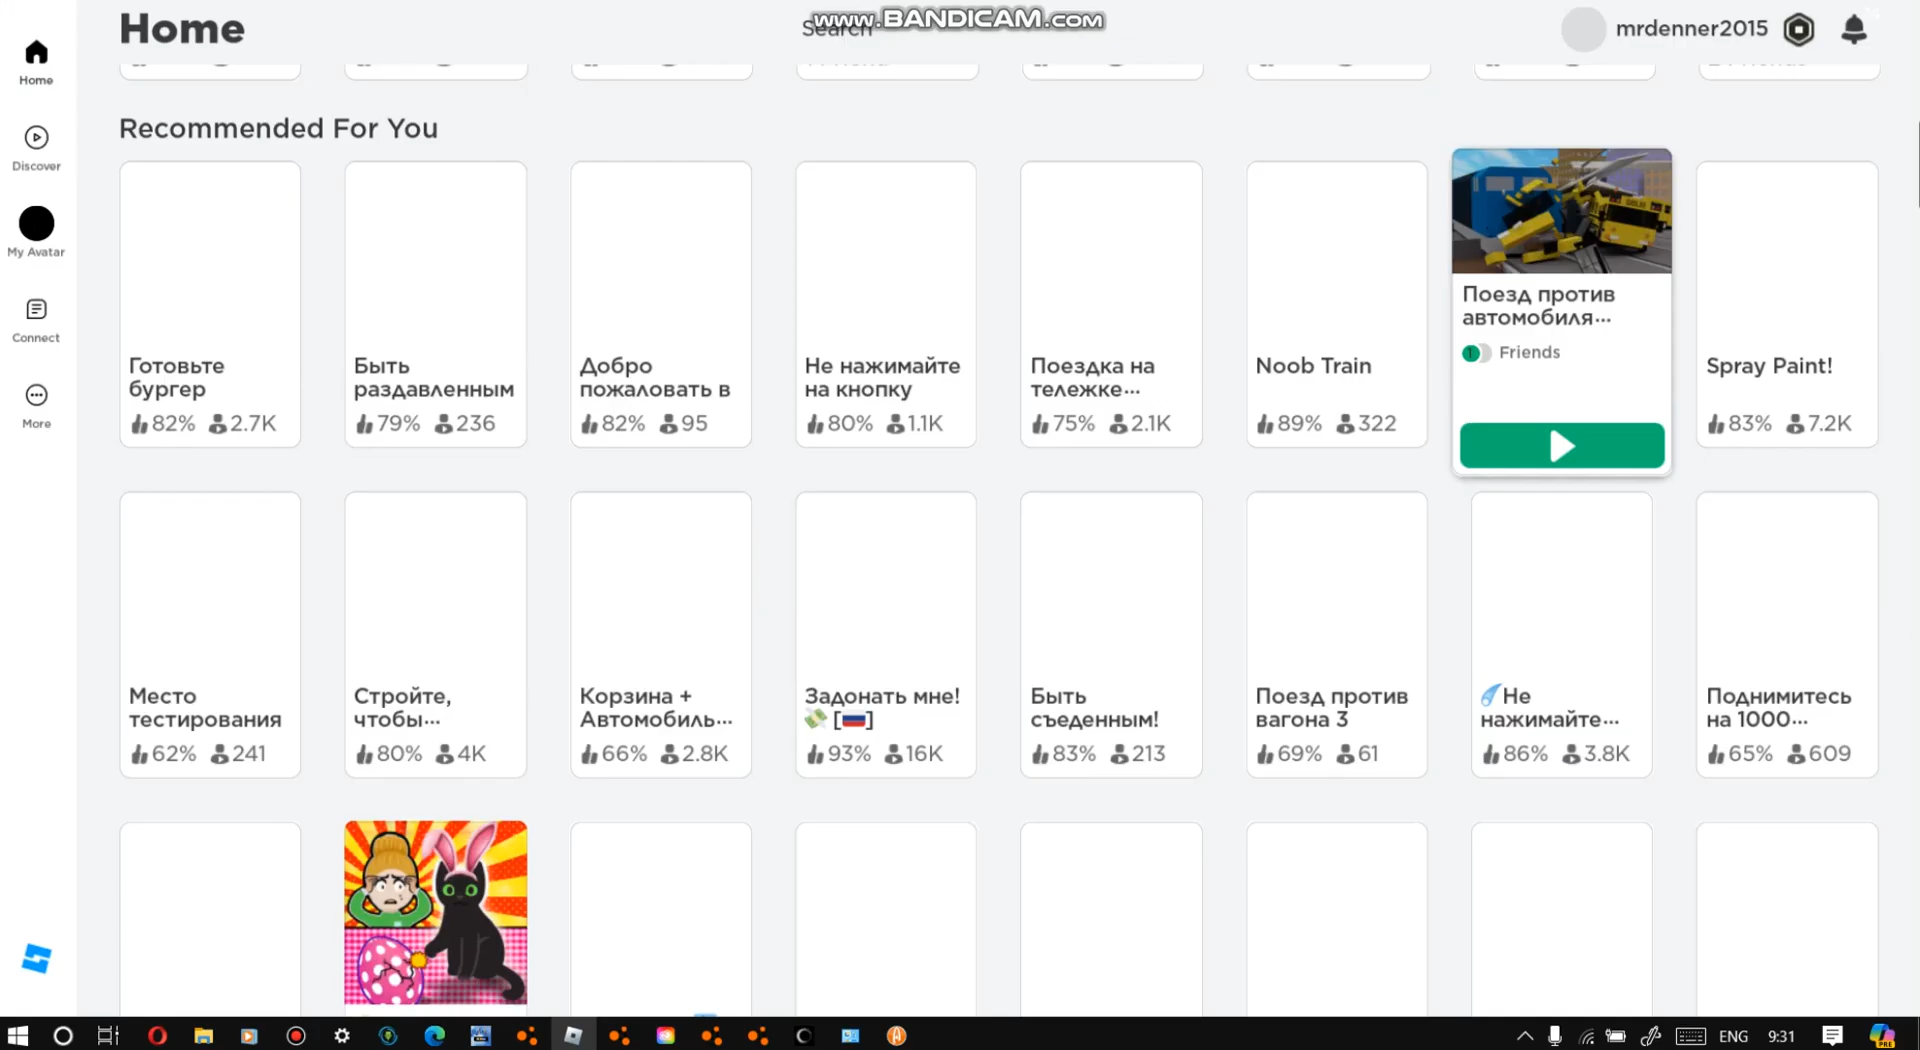 Home
www.BANDICAM.com
Search
mrdenner2015
Home
Discover
My Avatar
Connect
More
Recommended For You
Готовьте
бургер
82% 2.7K
Быть
раздавленным
79% 236
Добро
пожаловать в
82% 95
Не нажимайте
на кнопку
80% 1.1K
Поездка на
тележке...
75% 2.1K
Noob Train
89% 322
Поезд против
автомобиля...
1 Friends
Spray Paint!
83% 7.2K
Место
тестирования
62% 241
Стройте,
чтобы...
80% 4K
Корзина +
Автомобиль...
66% 2.8K
Задонать мне!
💸 [🇷🇺]
93% 16K
Быть
съеденным!
83% 213
Поезд против
вагона 3
69% 61
☄️Не
нажимайте...
86% 3.8K
Поднимитесь
на 1000...
65% 609
ENG 9:31
PRE